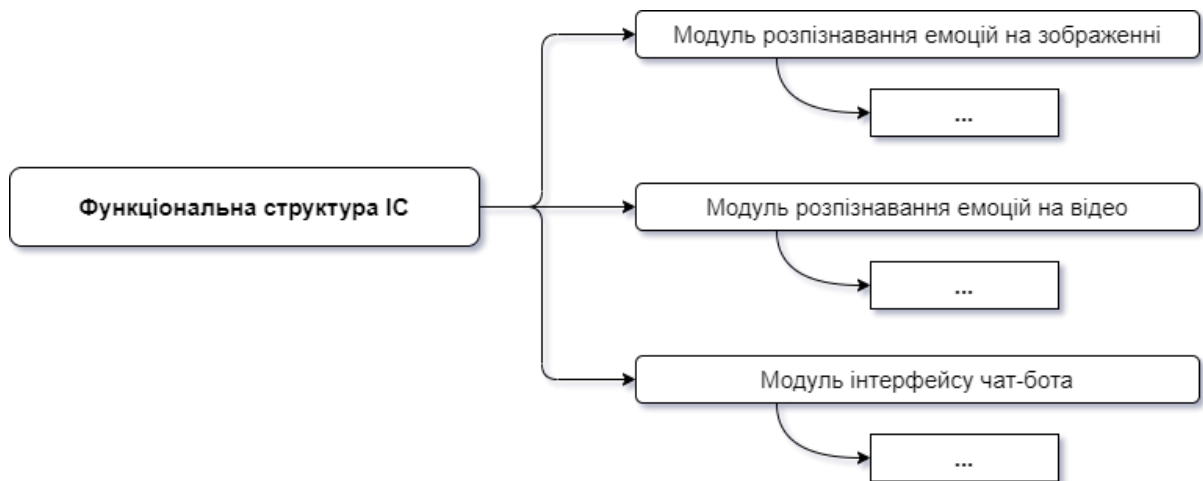 Модуль розпізнавання емоцій на зображенні
...
Функціональна структура ІС
Модуль розпізнавання емоцій на відео
...
Модуль інтерфейсу чат-бота
...